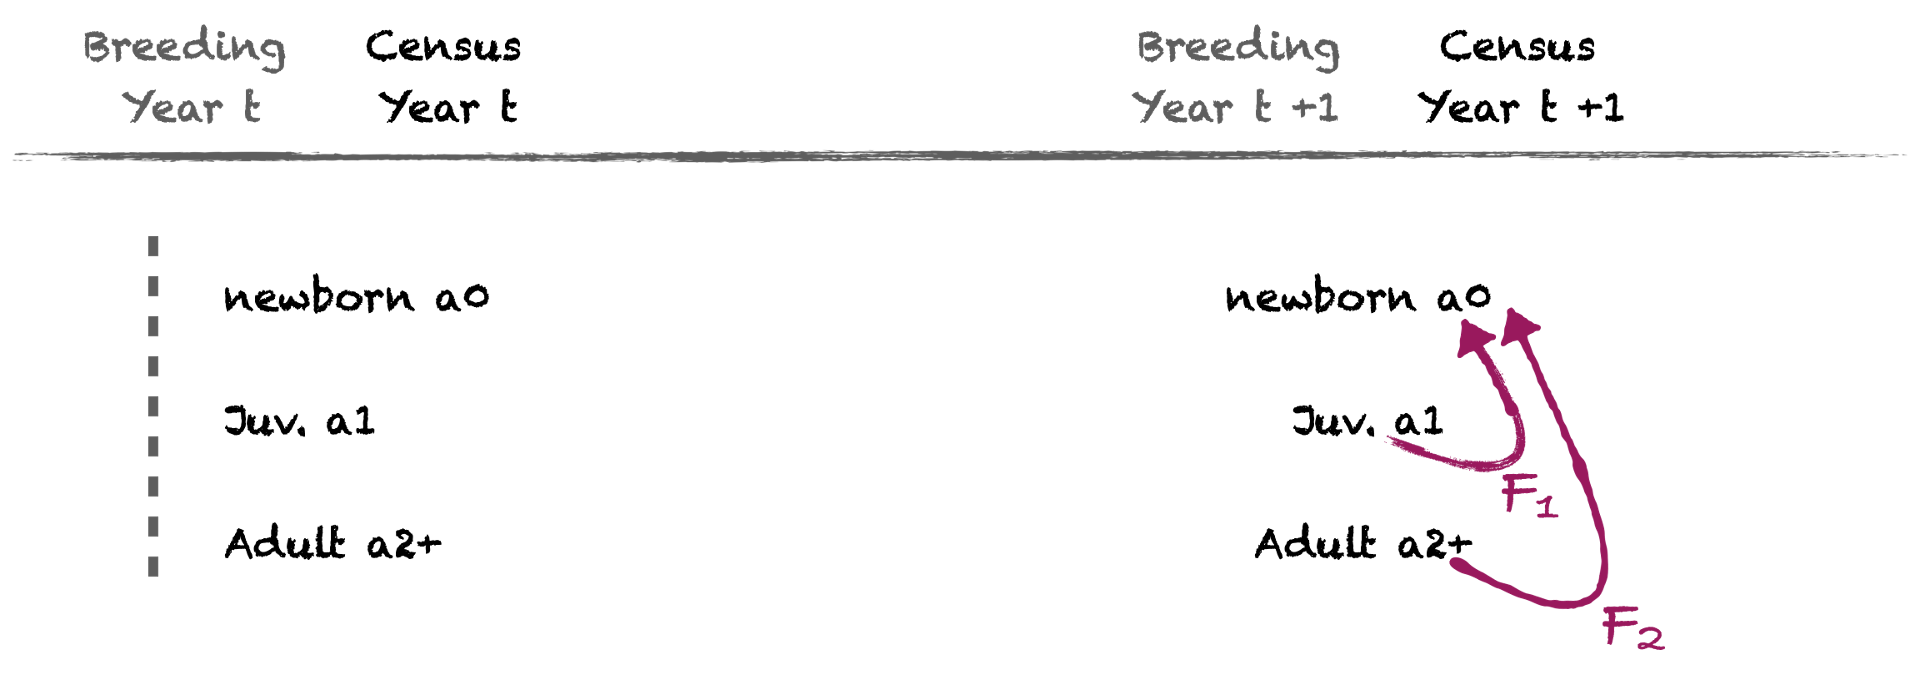 Breeding Census Breeding Census
Year t Year t Year t +1 Year t +1
newborn a0 newborn a0
Juv. a1 Juv. a1
F1
Adult a2+ Adult a2+
F2